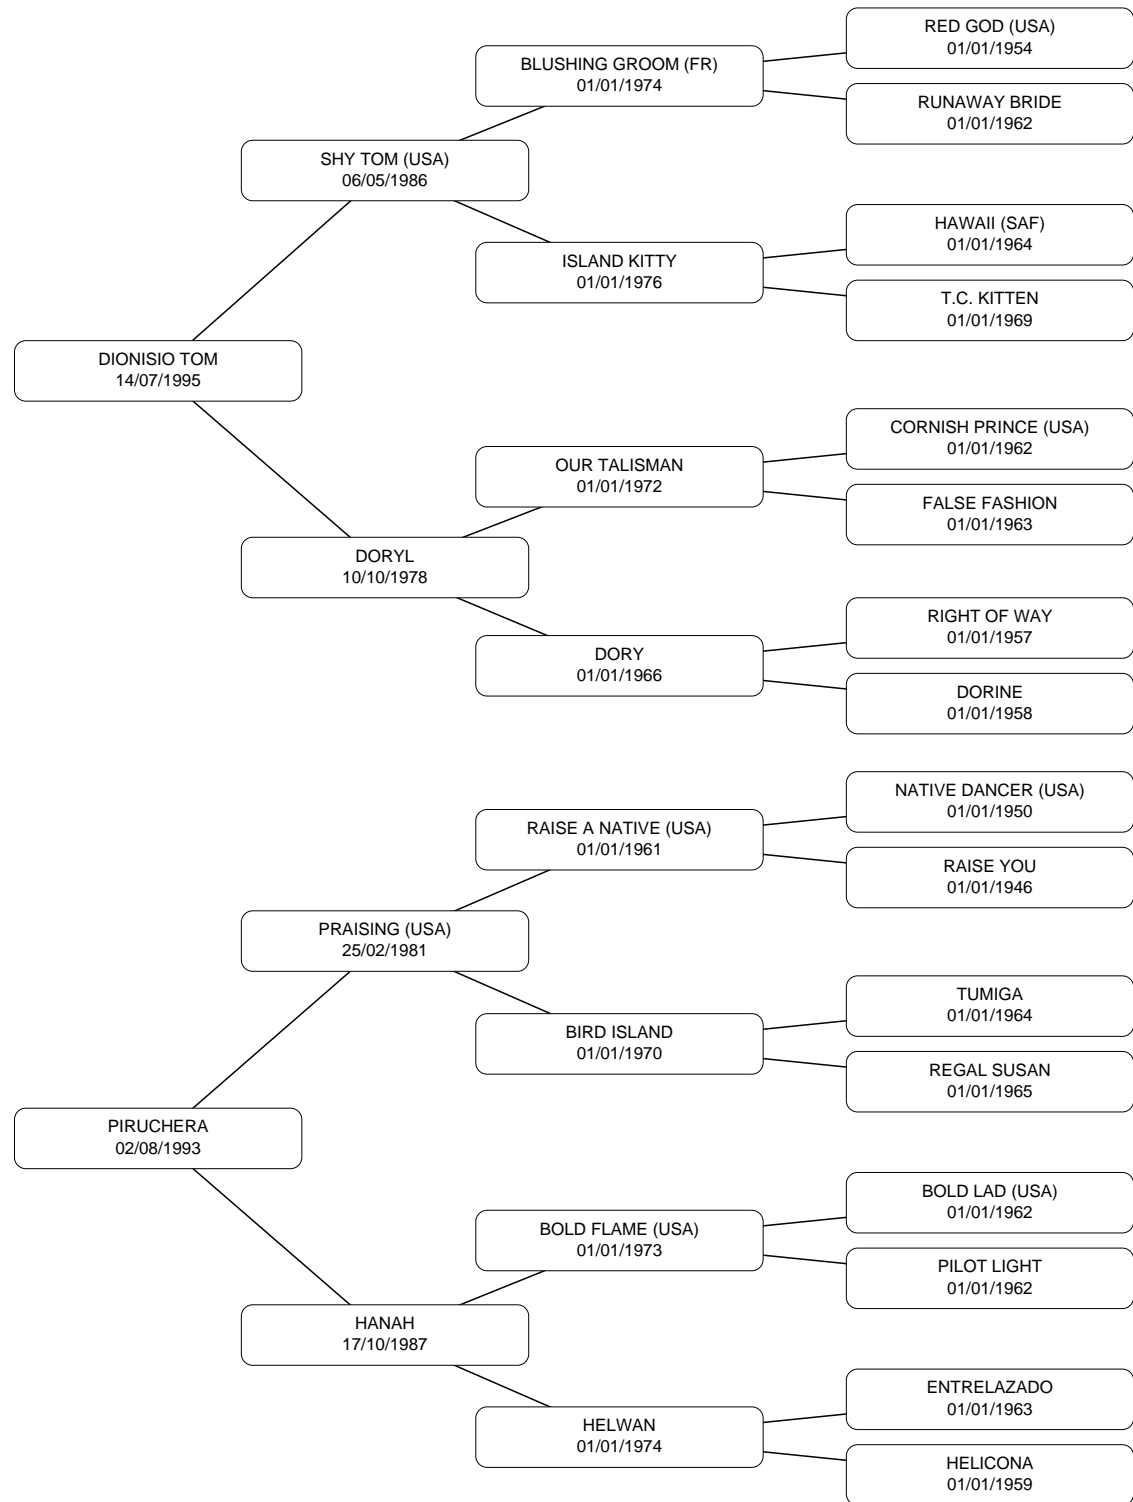 RED GOD (USA)
01/01/1954
BLUSHING GROOM (FR)
01/01/1974
RUNAWAY BRIDE
01/01/1962
SHY TOM (USA)
06/05/1986
HAWAII (SAF)
01/01/1964
ISLAND KITTY
01/01/1976
T.C. KITTEN
01/01/1969
DIONISIO TOM
14/07/1995
CORNISH PRINCE (USA)
01/01/1962
OUR TALISMAN
01/01/1972
FALSE FASHION
01/01/1963
DORYL
10/10/1978
RIGHT OF WAY
01/01/1957
DORY
01/01/1966
DORINE
01/01/1958
NATIVE DANCER (USA)
01/01/1950
RAISE A NATIVE (USA)
01/01/1961
RAISE YOU
01/01/1946
PRAISING (USA)
25/02/1981
TUMIGA
01/01/1964
BIRD ISLAND
01/01/1970
REGAL SUSAN
01/01/1965
PIRUCHERA
02/08/1993
BOLD LAD (USA)
01/01/1962
BOLD FLAME (USA)
01/01/1973
PILOT LIGHT
01/01/1962
HANAH
17/10/1987
ENTRELAZADO
01/01/1963
HELWAN
01/01/1974
HELICONA
01/01/1959